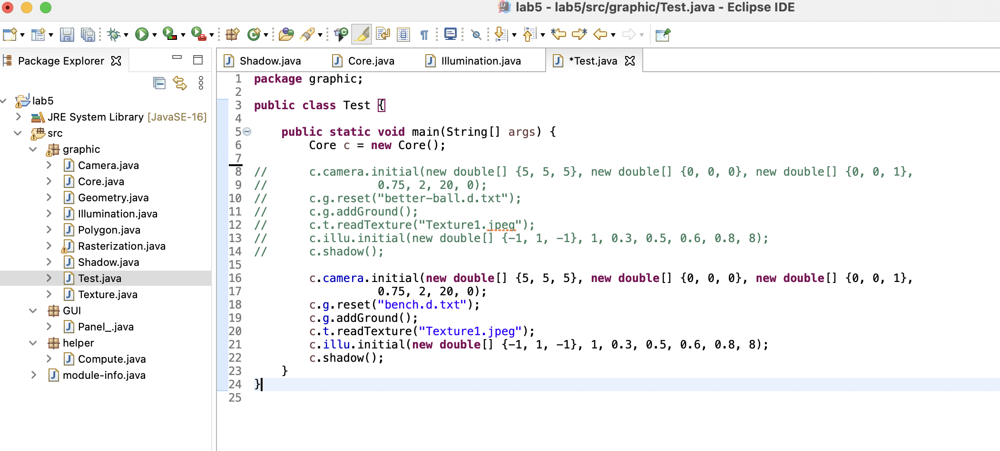 lab5 - lab5/src/graphic/Test.java - Eclipse IDE
Package Explorer
lab5
JRE System Library [JavaSE-16]
src
graphic
Camera.java
Core.java
Geometry.java
Illumination.java
Polygon.java
Rasterization.java
Shadow.java
Test.java
Texture.java
GUI
Panel_.java
helper
Compute.java
module-info.java
Shadow.java Core.java Illumination.java *Test.java
1 package graphic;
2
3 public class Test {
4
5 public static void main(String[] args) {
6 Core c = new Core();
7
8 // c.camera.initial(new double[] {5, 5, 5}, new double[] {0, 0, 0}, new double[] {0, 0, 1},
9 // 0.75, 2, 20, 0);
10 // c.g.reset("better-ball.d.txt");
11 // c.g.addGround();
12 // c.t.readTexture("Texture1.jpeg");
13 // c.illu.initial(new double[] {-1, 1, -1}, 1, 0.3, 0.5, 0.6, 0.8, 8);
14 // c.shadow();
15
16 c.camera.initial(new double[] {5, 5, 5}, new double[] {0, 0, 0}, new double[] {0, 0, 1},
17 0.75, 2, 20, 0);
18 c.g.reset("bench.d.txt");
19 c.g.addGround();
20 c.t.readTexture("Texture1.jpeg");
21 c.illu.initial(new double[] {-1, 1, -1}, 1, 0.3, 0.5, 0.6, 0.8, 8);
22 c.shadow();
23 }
24 }
25